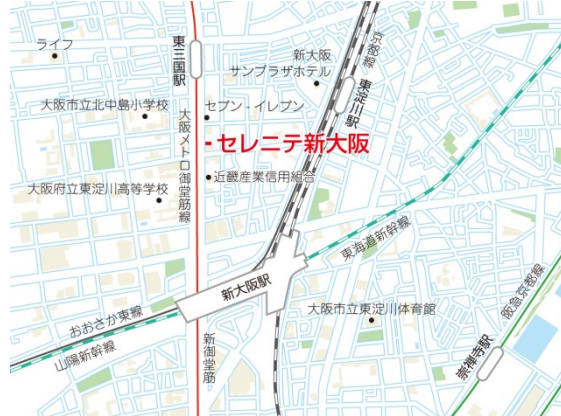 ライフ
東三国駅
新大阪
サンプラザホテル
京都線
東淀川駅
大阪市立北中島小学校
セブン-イレブン
大阪メトロ御堂筋線
セレニテ新大阪
大阪府立東淀川高等学校
近畿産業信用組合
東海道新幹線
新大阪駅
大阪市立東淀川体育館
阪急京都線
おおさか東線
山陽新幹線
新御堂筋
崇禅寺駅